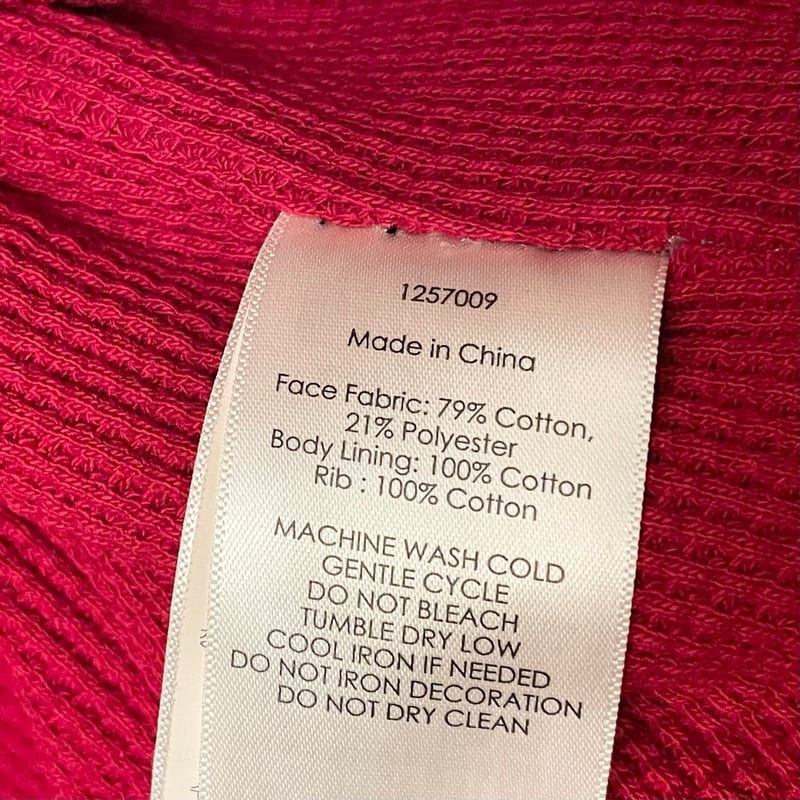 1257009
Made in China
Face Fabric: 79% Cotton,
21% Polyester
Body Lining: 100% Cotton
Rib : 100% Cotton
MACHINE WASH COLD
GENTLE CYCLE
DO NOT BLEACH
TUMBLE DRY LOW
COOL IRON IF NEEDED
DO NOT IRON DECORATION
DO NOT DRY CLEAN